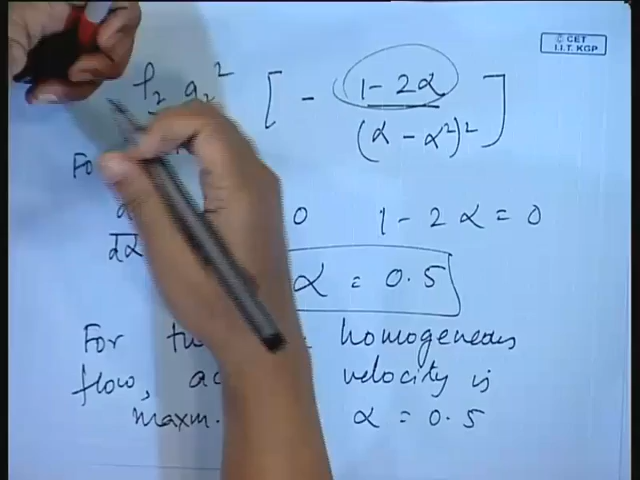 © CET
I.I.T. KGP
ρ₂ a₂² [ - 1-2α / (α - α²)² ]
0 1 - 2α = 0
α = 0.5
For homogeneous
flow, velocity is
maxm. α = 0.5